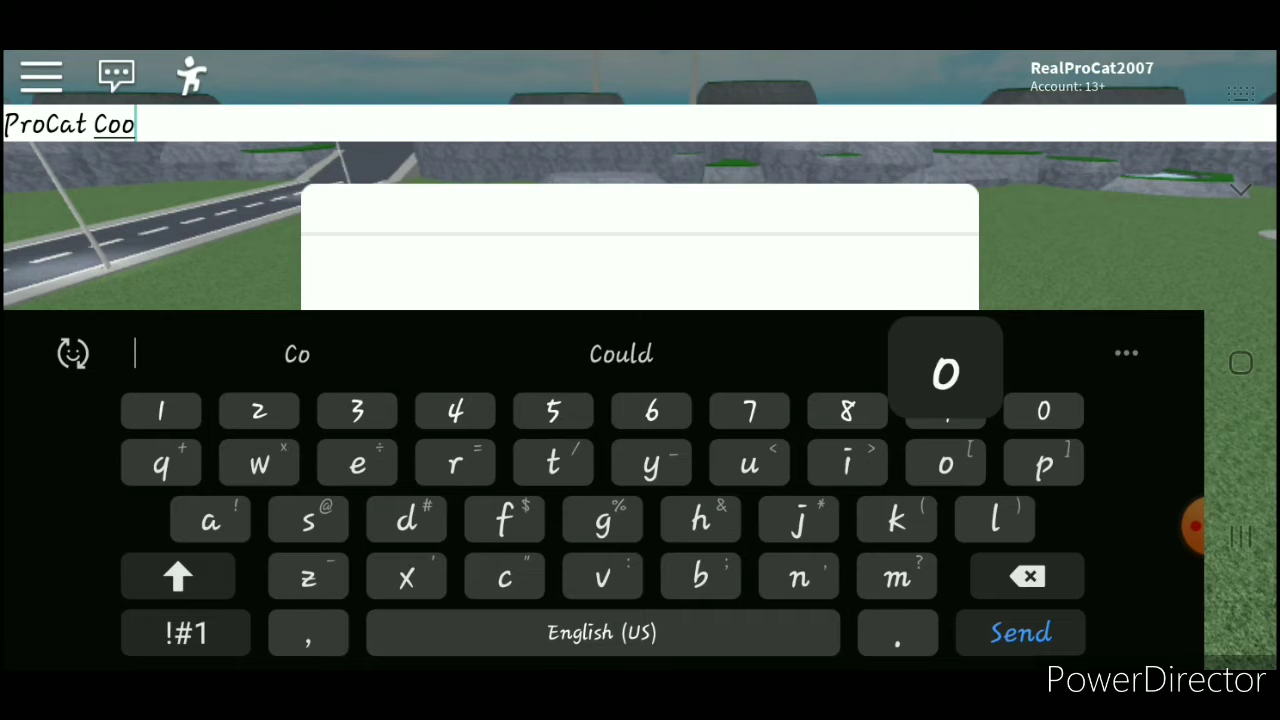 RealProCat2007
Account: 13+
ProCat Coo
Co Could o
1 2 3 4 5 6 7 8 0
q + w x e ÷ r = t / y _ u < i > o [ p ]
a ! s @ d # f $ g % h & j * k ( l )
z - x ' c " v : b ; n , m ?
!#1 , English (US) . Send
PowerDirector